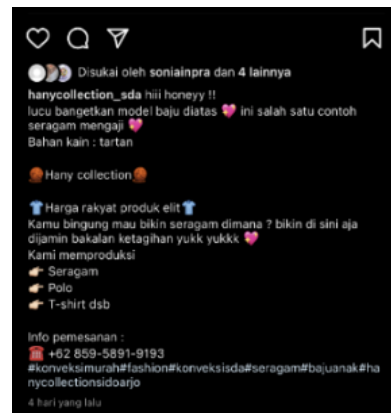 Disukai oleh soniainpra dan 4 lainnya
hanycollection_sda hiii honeyy !!
lucu bangetkan model baju diatas 💖 ini salah satu contoh
seragam mengaji 💖
Bahan kain : tartan
🧶Hany collection🧶
👕Harga rakyat produk elit👕
Kamu bingung mau bikin seragam dimana ? bikin di sini aja
dijamin bakalan ketagihan yukk yukkk 💖
Kami memproduksi
👉🏻 Seragam
👉🏻 Polo
👉🏻 T-shirt dsb
Info pemesanan :
☎️ +62 859-5891-9193
#konveksimurah#fashion#konveksisda#seragam#bajuanak#ha
nycollectionsidoarjo
4 hari yang lalu